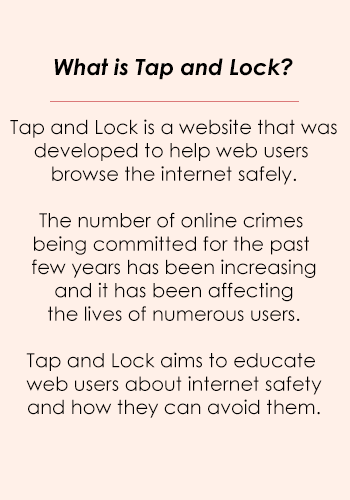 What is Tap and Lock?
Tap and Lock is a website that was
developed to help web users
browse the internet safely.
The number of online crimes
being committed for the past
few years has been increasing
and it has been affecting
the lives of numerous users.
Tap and Lock aims to educate
web users about internet safety
and how they can avoid them.